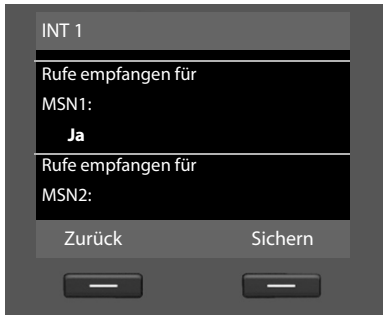 INT 1
Rufe empfangen für
MSN1:
Ja
Rufe empfangen für
MSN2:
Zurück Sichern